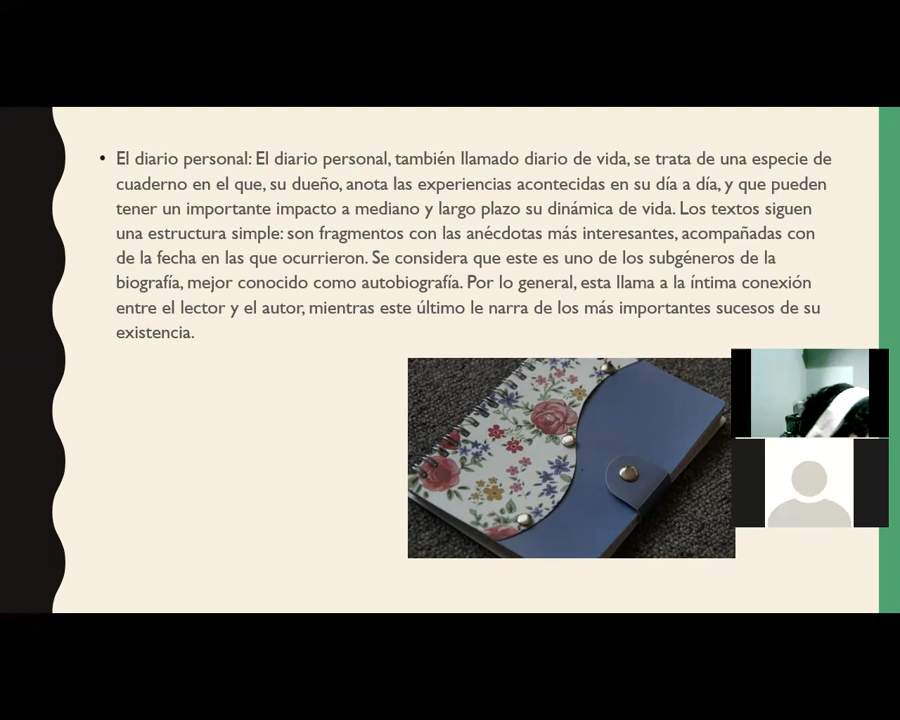 • El diario personal: El diario personal, también llamado diario de vida, se trata de una especie de
cuaderno en el que, su dueño, anota las experiencias acontecidas en su día a día, y que pueden
tener un importante impacto a mediano y largo plazo su dinámica de vida. Los textos siguen
una estructura simple: son fragmentos con las anécdotas más interesantes, acompañadas con
de la fecha en las que ocurrieron. Se considera que este es uno de los subgéneros de la
biografía, mejor conocido como autobiografía. Por lo general, esta llama a la íntima conexión
entre el lector y el autor, mientras este último le narra de los más importantes sucesos de su
existencia.